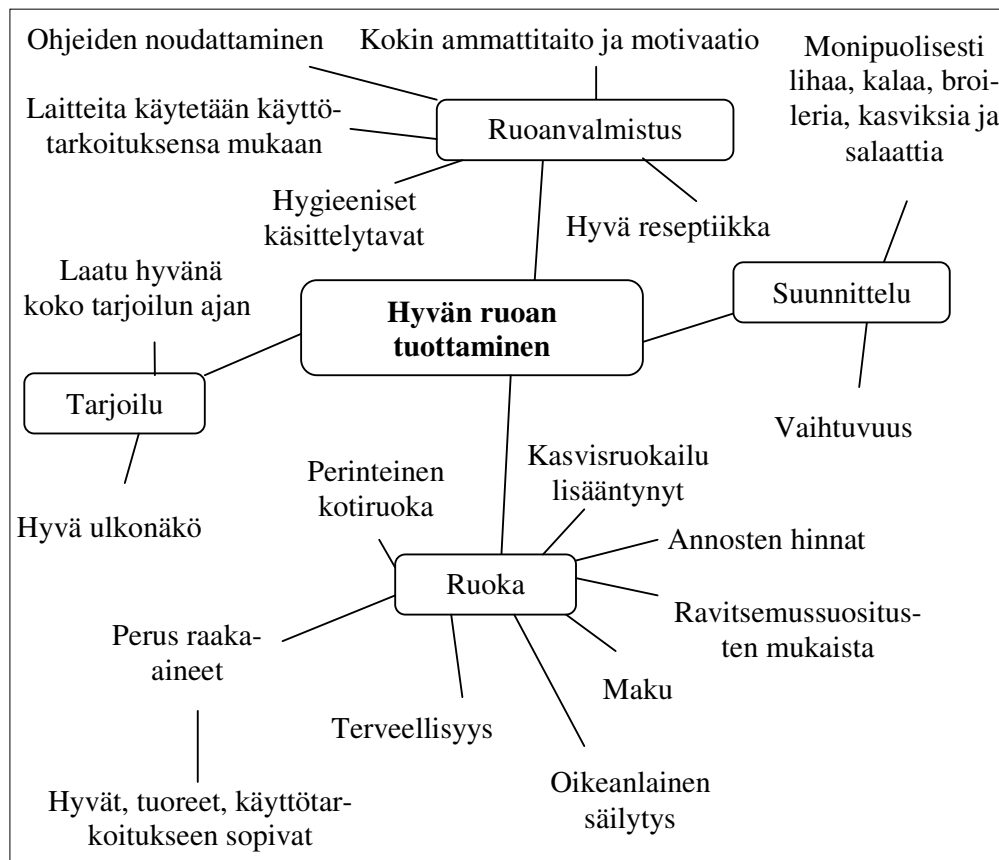 Ohjeiden noudattaminen
Kokin ammattitaito ja motivaatio
Monipuolisesti
lihaa, kalaa, broi-
leria, kasviksia ja
salaattia
Laitteita käytetään käyttö-
tarkoituksensa mukaan
Ruoanvalmistus
Hygieeniset
käsittelytavat
Hyvä reseptiikka
Laatu hyvänä
koko tarjoilun ajan
Hyvän ruoan
tuottaminen
Suunnittelu
Tarjoilu
Vaihtuvuus
Hyvä ulkonäkö
Perinteinen
kotiruoka
Kasvisruokailu
lisääntynyt
Annosten hinnat
Ruoka
Ravitsemussuositus-
ten mukaista
Perus raaka-
aineet
Maku
Terveellisyys
Oikeanlainen
säilytys
Hyvät, tuoreet, käyttötar-
koitukseen sopivat